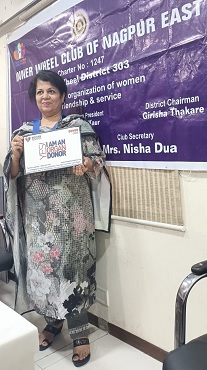 INNER WHEEL CLUB OF NAGPUR EAST
Charter No : 1247
Wheel District 303
organization of women
friendship & service
President
District Chairman
Girisha Thakare
Club Secretary
Mrs. Nisha Dua
I AM AN
ORGAN
DONOR